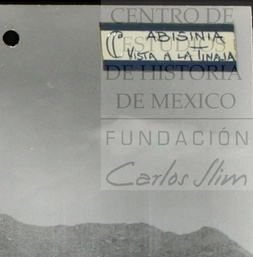 CENTRO DE
ESTUDIOS
DE HISTORIA
DE MEXICO
FUNDACIÓN
Carlos Slim
ABISINIA
VISTA A LA TINAJA